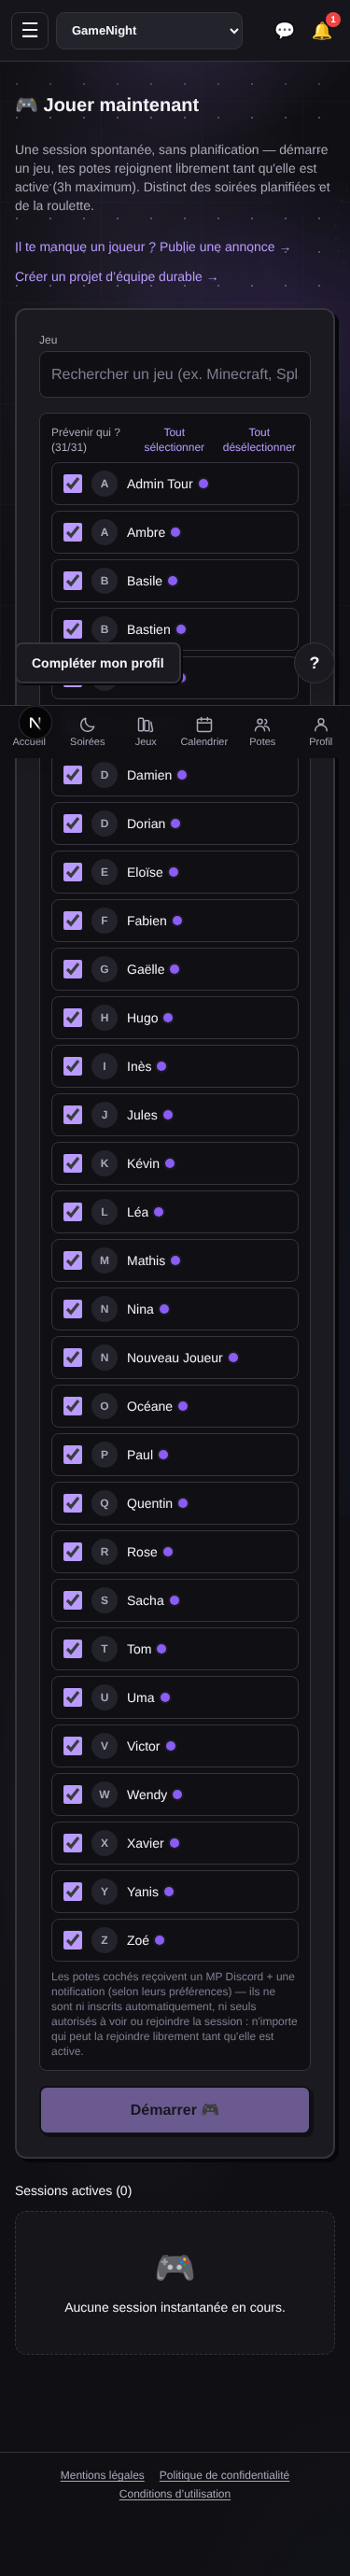 GameNight
1
🎮 Jouer maintenant
Une session spontanée, sans planification — démarre
un jeu, tes potes rejoignent librement tant qu'elle est
active (3h maximum). Distinct des soirées planifiées et
de la roulette.
Il te manque un joueur ? Publie une annonce →
Créer un projet d'équipe durable →
Jeu
Rechercher un jeu (ex. Minecraft, Spl
Prévenir qui ?
(31/31)
Tout
sélectionner
Tout
désélectionner
A Admin Tour
A Ambre
B Basile
B Bastien
Compléter mon profil
?
N
Accueil
Soirées
Jeux
Calendrier
Potes
Profil
D Damien
D Dorian
E Eloïse
F Fabien
G Gaëlle
H Hugo
I Inès
J Jules
K Kévin
L Léa
M Mathis
N Nina
N Nouveau Joueur
O Océane
P Paul
Q Quentin
R Rose
S Sacha
T Tom
U Uma
V Victor
W Wendy
X Xavier
Y Yanis
Z Zoé
Les potes cochés reçoivent un MP Discord + une
notification (selon leurs préférences) — ils ne
sont ni inscrits automatiquement, ni seuls
autorisés à voir ou rejoindre la session : n'importe
qui peut la rejoindre librement tant qu'elle est
active.
Démarrer 🎮
Sessions actives (0)
Aucune session instantanée en cours.
Mentions légales
Politique de confidentialité
Conditions d'utilisation